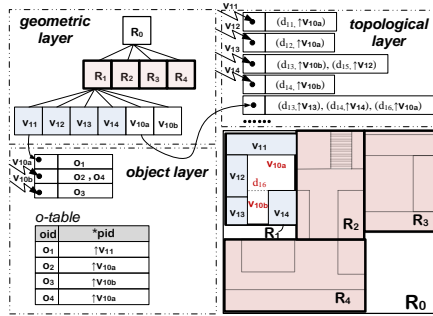 geometric layer
R0
R1 R2 R3 R4
v11 v12 v13 v14 v10a v10b
topological layer
v11 (d11, ↑v10a)
v12 (d12, ↑v10a)
v13 (d13, ↑v10b), (d15, ↑v12)
v14 (d14, ↑v10b)
(d13, ↑v13), (d14, ↑v14), (d16, ↑v10a)
......
object layer
v10a o1
v10b o2 , o4
o3
o-table
oid *pid
o1 ↑v11
o2 ↑v10a
o3 ↑v10b
o4 ↑v10a
v11
v10a
v12
d16
v10b
v13
v14
R1
R2
R3
R4
R0